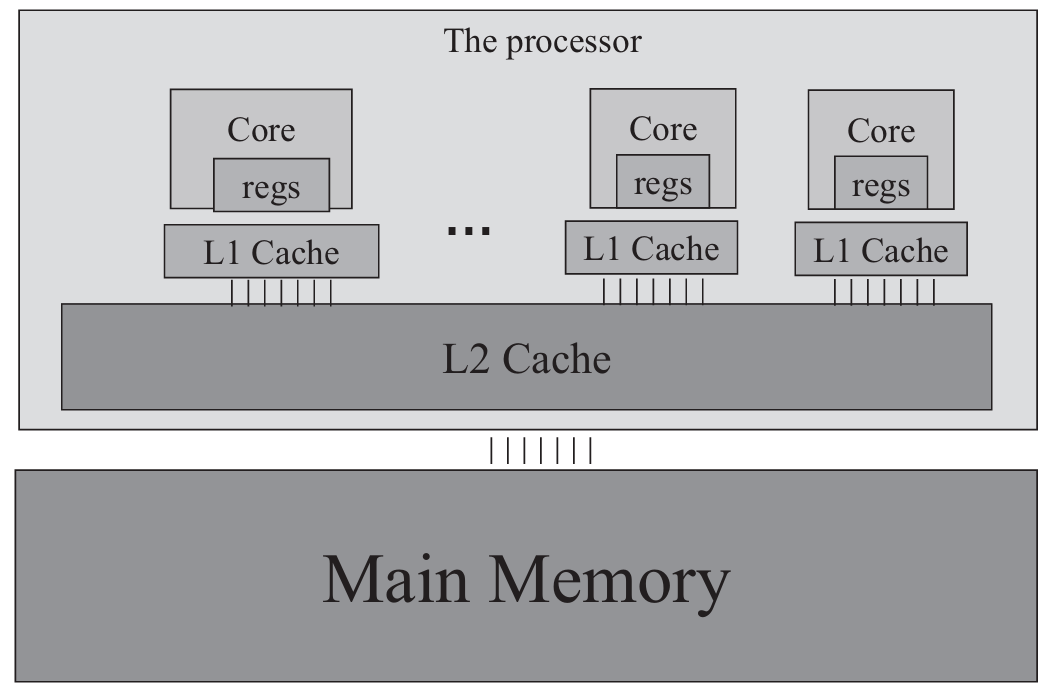 The processor
Core
regs
L1 Cache
...
Core
regs
L1 Cache
Core
regs
L1 Cache
L2 Cache
Main Memory